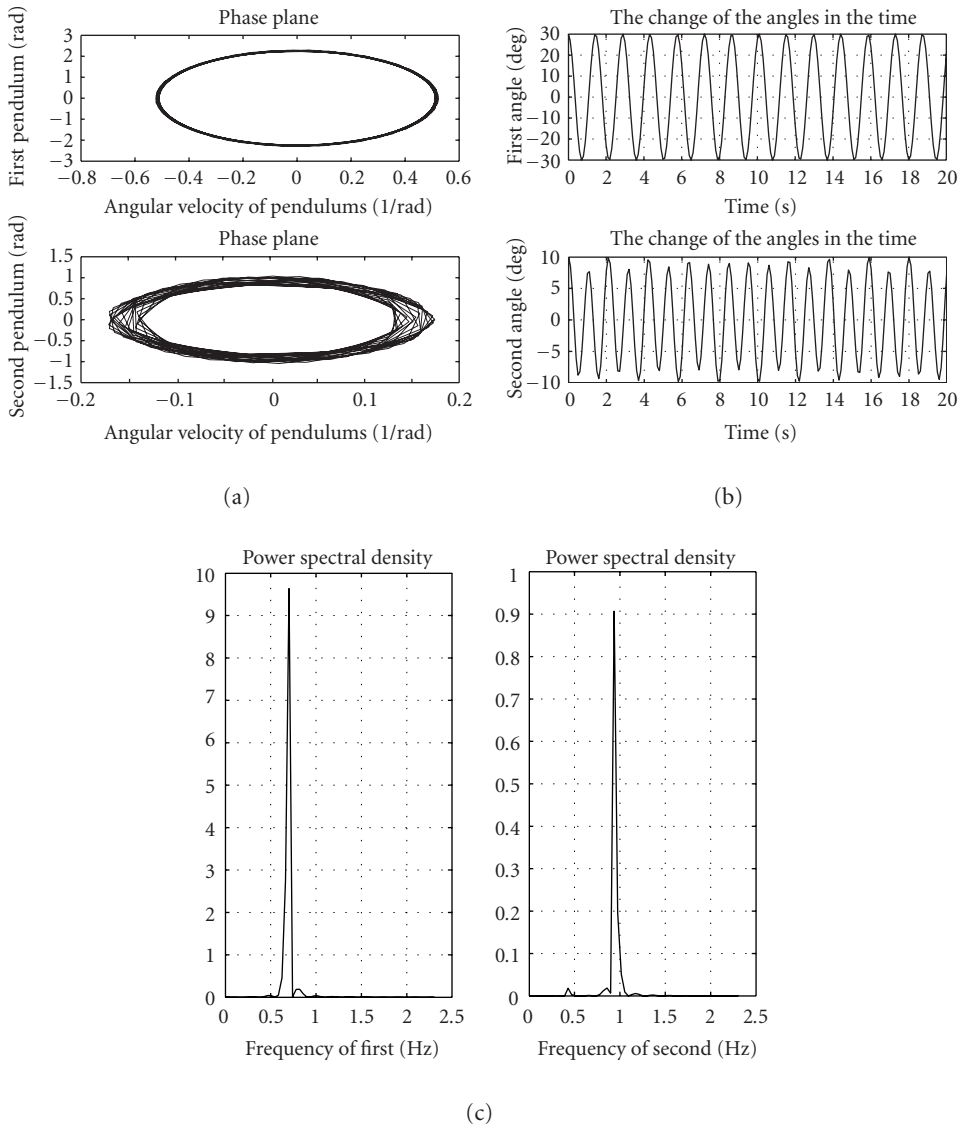 Phase plane
First pendulum (rad)
3
2
1
0
−1
−2
−3
−0.8 −0.6 −0.4 −0.2 0 0.2 0.4 0.6
Angular velocity of pendulums (1/rad)
Phase plane
Second pendulum (rad)
1.5
1
0.5
0
−0.5
−1
−1.5
−0.2 −0.1 0 0.1 0.2
Angular velocity of pendulums (1/rad)
(a)
The change of the angles in the time
First angle (deg)
30
20
10
0
−10
−20
−30
0 2 4 6 8 10 12 14 16 18 20
Time (s)
The change of the angles in the time
Second angle (deg)
10
5
0
−5
−10
0 2 4 6 8 10 12 14 16 18 20
Time (s)
(b)
Power spectral density
10
9
8
7
6
5
4
3
2
1
0
0 0.5 1 1.5 2 2.5
Frequency of first (Hz)
Power spectral density
1
0.9
0.8
0.7
0.6
0.5
0.4
0.3
0.2
0.1
0
0 0.5 1 1.5 2 2.5
Frequency of second (Hz)
(c)